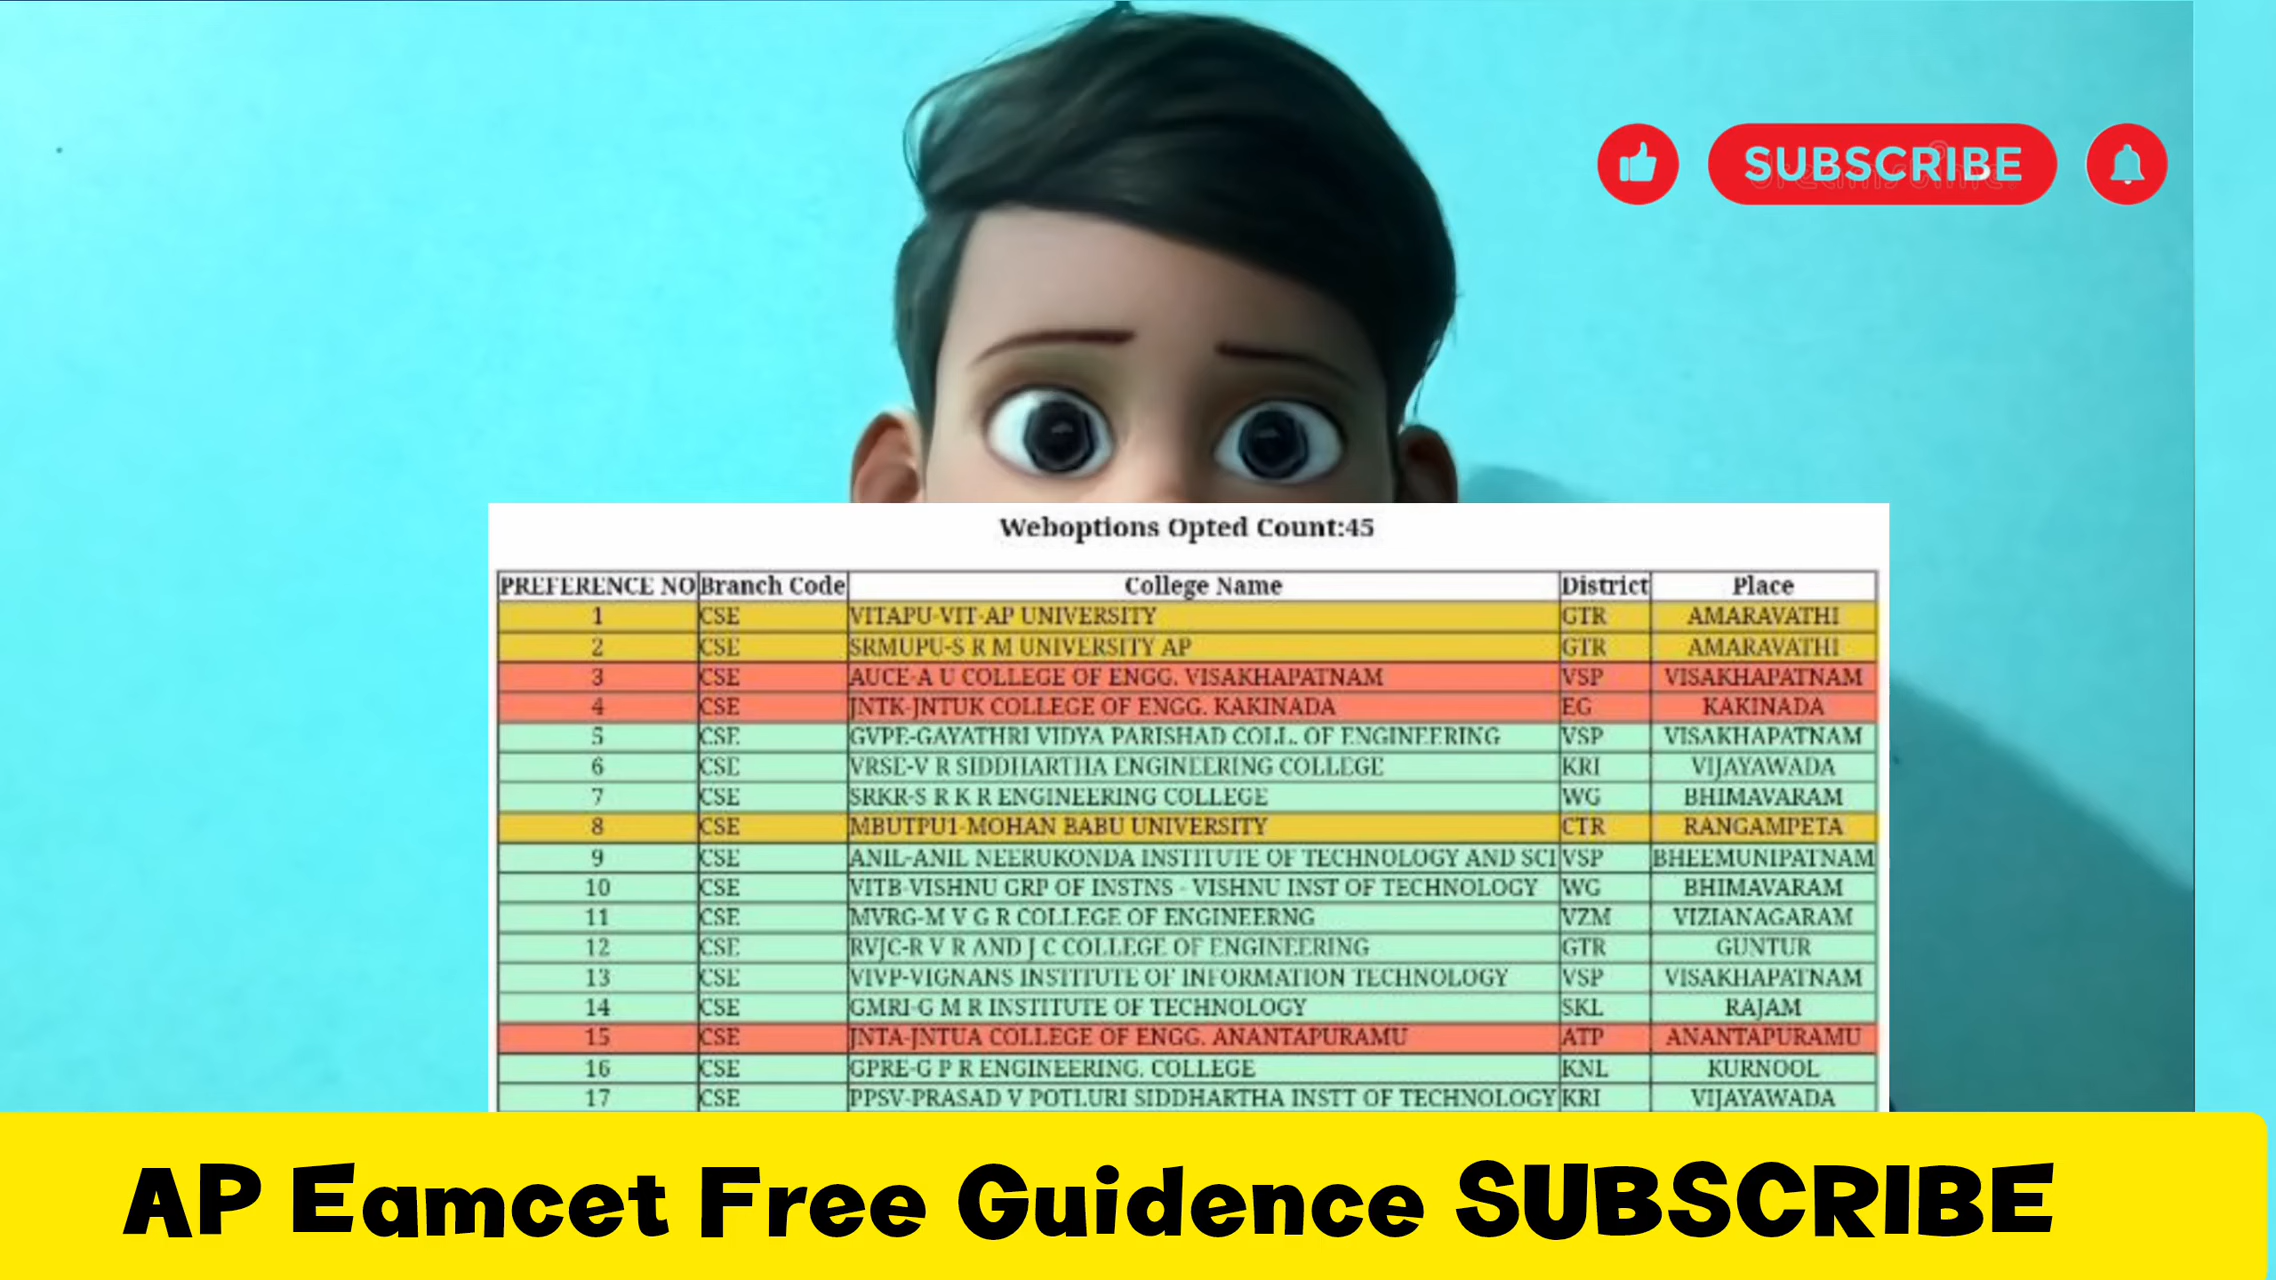 SUBSCRIBE
Weboptions Opted Count:45
PREFERENCE NO Branch Code College Name District Place
1 CSE VITAPU-VIT-AP UNIVERSITY GTR AMARAVATHI
2 CSE SRMUPU-S R M UNIVERSITY AP GTR AMARAVATHI
3 CSE AUCE-A U COLLEGE OF ENGG. VISAKHAPATNAM VSP VISAKHAPATNAM
4 CSE JNTK-JNTUK COLLEGE OF ENGG. KAKINADA EG KAKINADA
5 CSE GVPE-GAYATHRI VIDYA PARISHAD COLL. OF ENGINEERING VSP VISAKHAPATNAM
6 CSE VRSE-V R SIDDHARTHA ENGINEERING COLLEGE KRI VIJAYAWADA
7 CSE SRKR-S R K R ENGINEERING COLLEGE WG BHIMAVARAM
8 CSE MBUTPU1-MOHAN BABU UNIVERSITY CTR RANGAMPETA
9 CSE ANIL-ANIL NEERUKONDA INSTITUTE OF TECHNOLOGY AND SCI VSP BHEEMUNIPATNAM
10 CSE VITB-VISHNU GRP OF INSTNS - VISHNU INST OF TECHNOLOGY WG BHIMAVARAM
11 CSE MVRG-M V G R COLLEGE OF ENGINEERNG VZM VIZIANAGARAM
12 CSE RVJC-R V R AND J C COLLEGE OF ENGINEERING GTR GUNTUR
13 CSE VIVP-VIGNANS INSTITUTE OF INFORMATION TECHNOLOGY VSP VISAKHAPATNAM
14 CSE GMRI-G M R INSTITUTE OF TECHNOLOGY SKL RAJAM
15 CSE JNTA-JNTUA COLLEGE OF ENGG. ANANTAPURAMU ATP ANANTAPURAMU
16 CSE GPRE-G P R ENGINEERING. COLLEGE KNL KURNOOL
17 CSE PPSV-PRASAD V POTLURI SIDDHARTHA INSTT OF TECHNOLOGY KRI VIJAYAWADA
AP Eamcet Free Guidence SUBSCRIBE